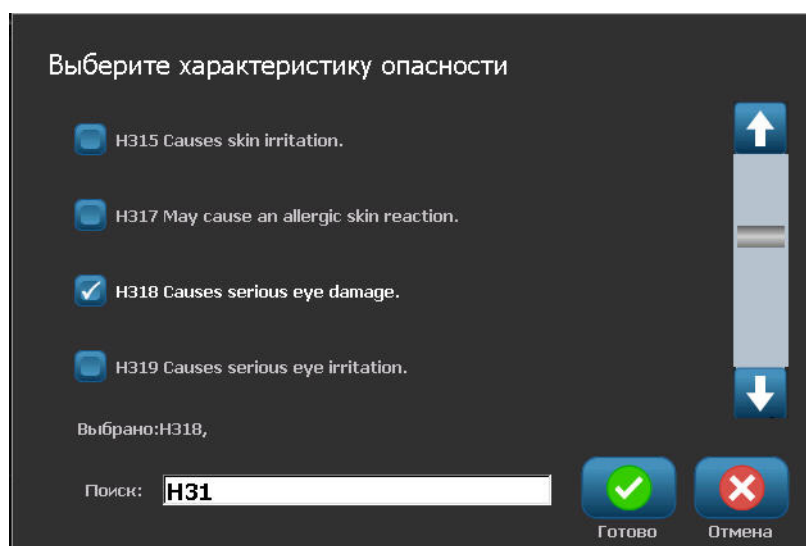 Выберите характеристику опасности
H315 Causes skin irritation.
H317 May cause an allergic skin reaction.
H318 Causes serious eye damage.
H319 Causes serious eye irritation.
Выбрано:H318,
Поиск: H31
Готово Отмена